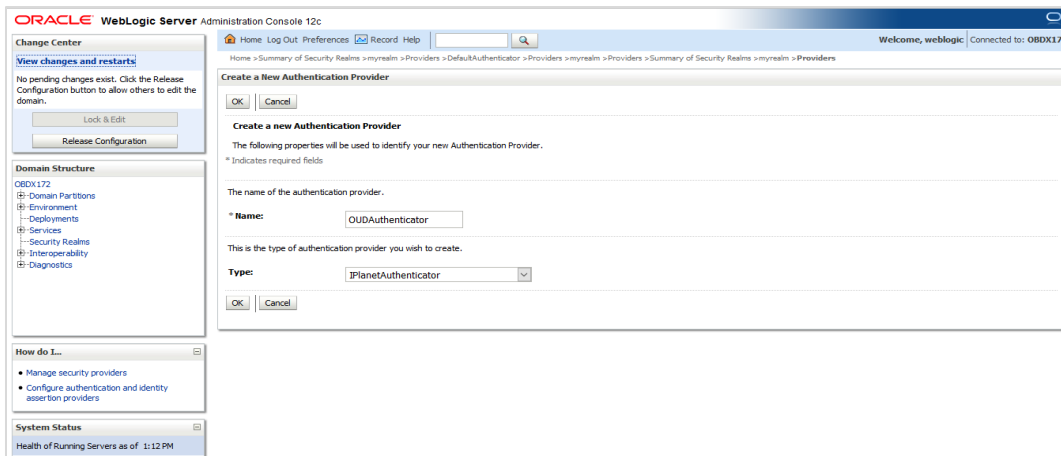 ORACLE WebLogic Server Administration Console 12c
Change Center
View changes and restarts
No pending changes exist. Click the Release
Configuration button to allow others to edit the
domain.
Lock & Edit
Release Configuration
Domain Structure
OBDX172
Domain Partitions
Environment
Deployments
Services
Security Realms
Interoperability
Diagnostics
How do I...
Manage security providers
Configure authentication and identity
assertion providers
System Status
Health of Running Servers as of 1:12 PM
Home Log Out Preferences Record Help
Welcome, weblogic Connected to: OBDX17
Home >Summary of Security Realms >myrealm >Providers >DefaultAuthenticator >Providers >myrealm >Providers >Summary of Security Realms >myrealm >Providers
Create a New Authentication Provider
OK Cancel
Create a new Authentication Provider
The following properties will be used to identify your new Authentication Provider.
* Indicates required fields
The name of the authentication provider.
* Name: OUDAuthenticator
This is the type of authentication provider you wish to create.
Type: IPlanetAuthenticator
OK Cancel